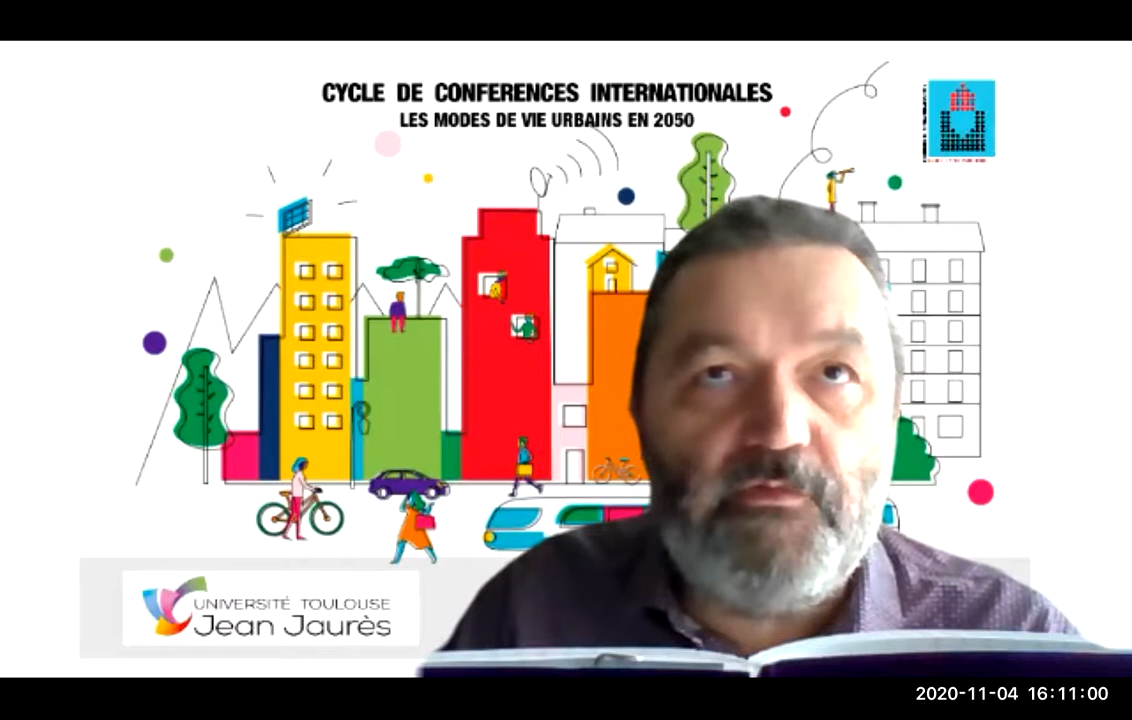 CYCLE DE CONFERENCES INTERNATIONALES
LES MODES DE VIE URBAINS EN 2050
UNIVERSITÉ TOULOUSE
Jean Jaurès
2020-11-04 16:11:00